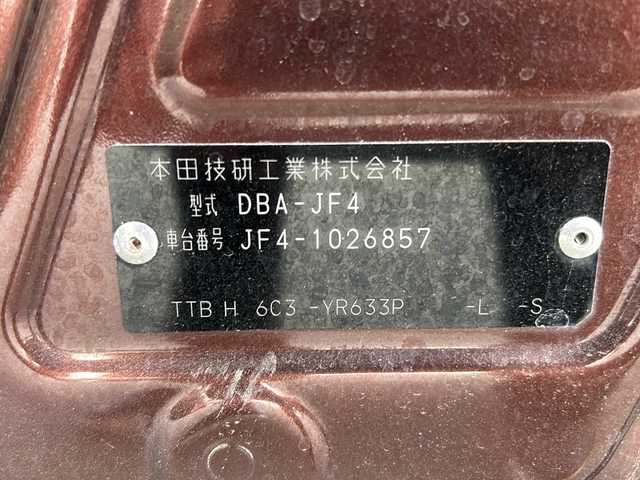 本田技研工業株式会社
型式 DBA-JF4
車台番号 JF4-1026857
TTB H 6C3 -YR633P -L -S